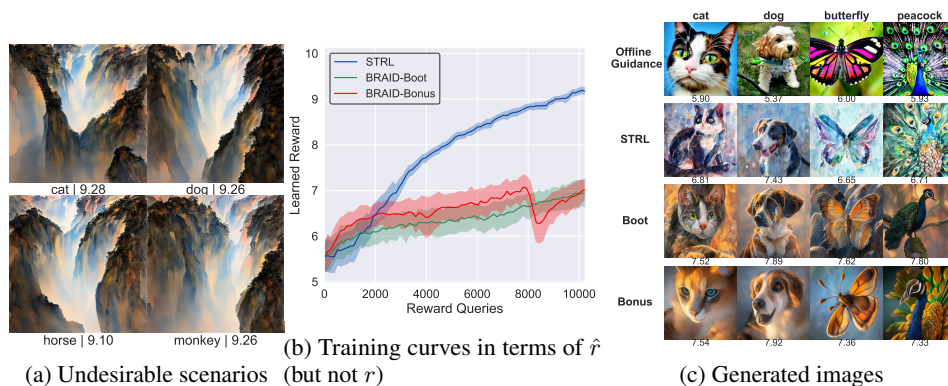 cat | 9.28 dog | 9.26
horse | 9.10 monkey | 9.26
(a) Undesirable scenarios
10
9
8
7
6
5
Learned Reward
STRL
BRAID-Boot
BRAID-Bonus
0 2000 4000 6000 8000 10000
Reward Queries
(b) Training curves in terms of r̂
(but not r)
cat dog butterfly peacock
Offline
Guidance
5.90 5.37 6.00 5.93
STRL
6.81 7.43 6.65 6.71
Boot
7.52 7.89 7.62 7.80
Bonus
7.54 7.92 7.36 7.33
(c) Generated images